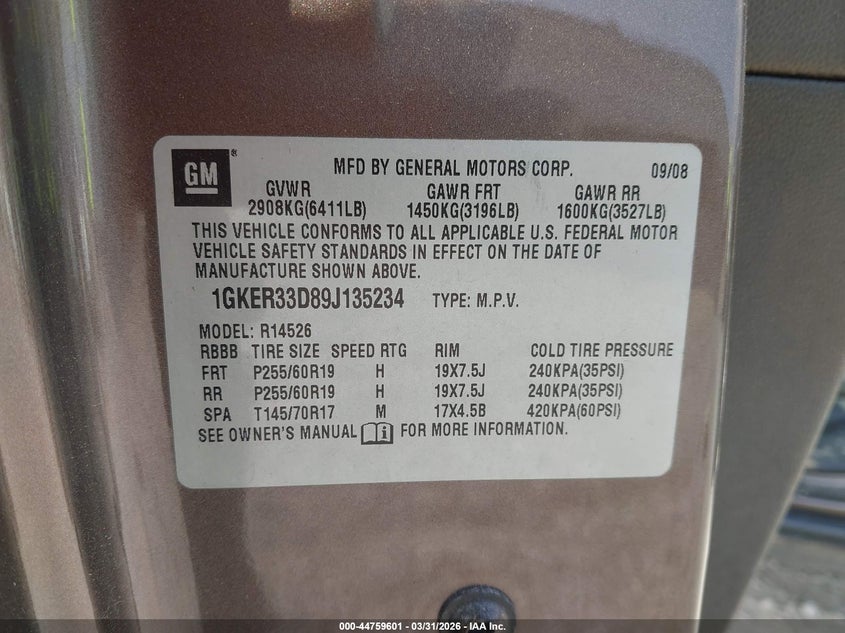 GM ®
MFD BY GENERAL MOTORS CORP. 09/08
GVWR GAWR FRT GAWR RR
2908KG(6411LB) 1450KG(3196LB) 1600KG(3527LB)
THIS VEHICLE CONFORMS TO ALL APPLICABLE U.S. FEDERAL MOTOR
VEHICLE SAFETY STANDARDS IN EFFECT ON THE DATE OF
MANUFACTURE SHOWN ABOVE.
1GKER33D89J135234 TYPE: M.P.V.
MODEL: R14526
RBBB TIRE SIZE SPEED RTG RIM COLD TIRE PRESSURE
FRT P255/60R19 H 19X7.5J 240KPA(35PSI)
RR P255/60R19 H 19X7.5J 240KPA(35PSI)
SPA T145/70R17 M 17X4.5B 420KPA(60PSI)
SEE OWNER'S MANUAL i FOR MORE INFORMATION.
000-44759601 - 03/31/2026 - IAA Inc.